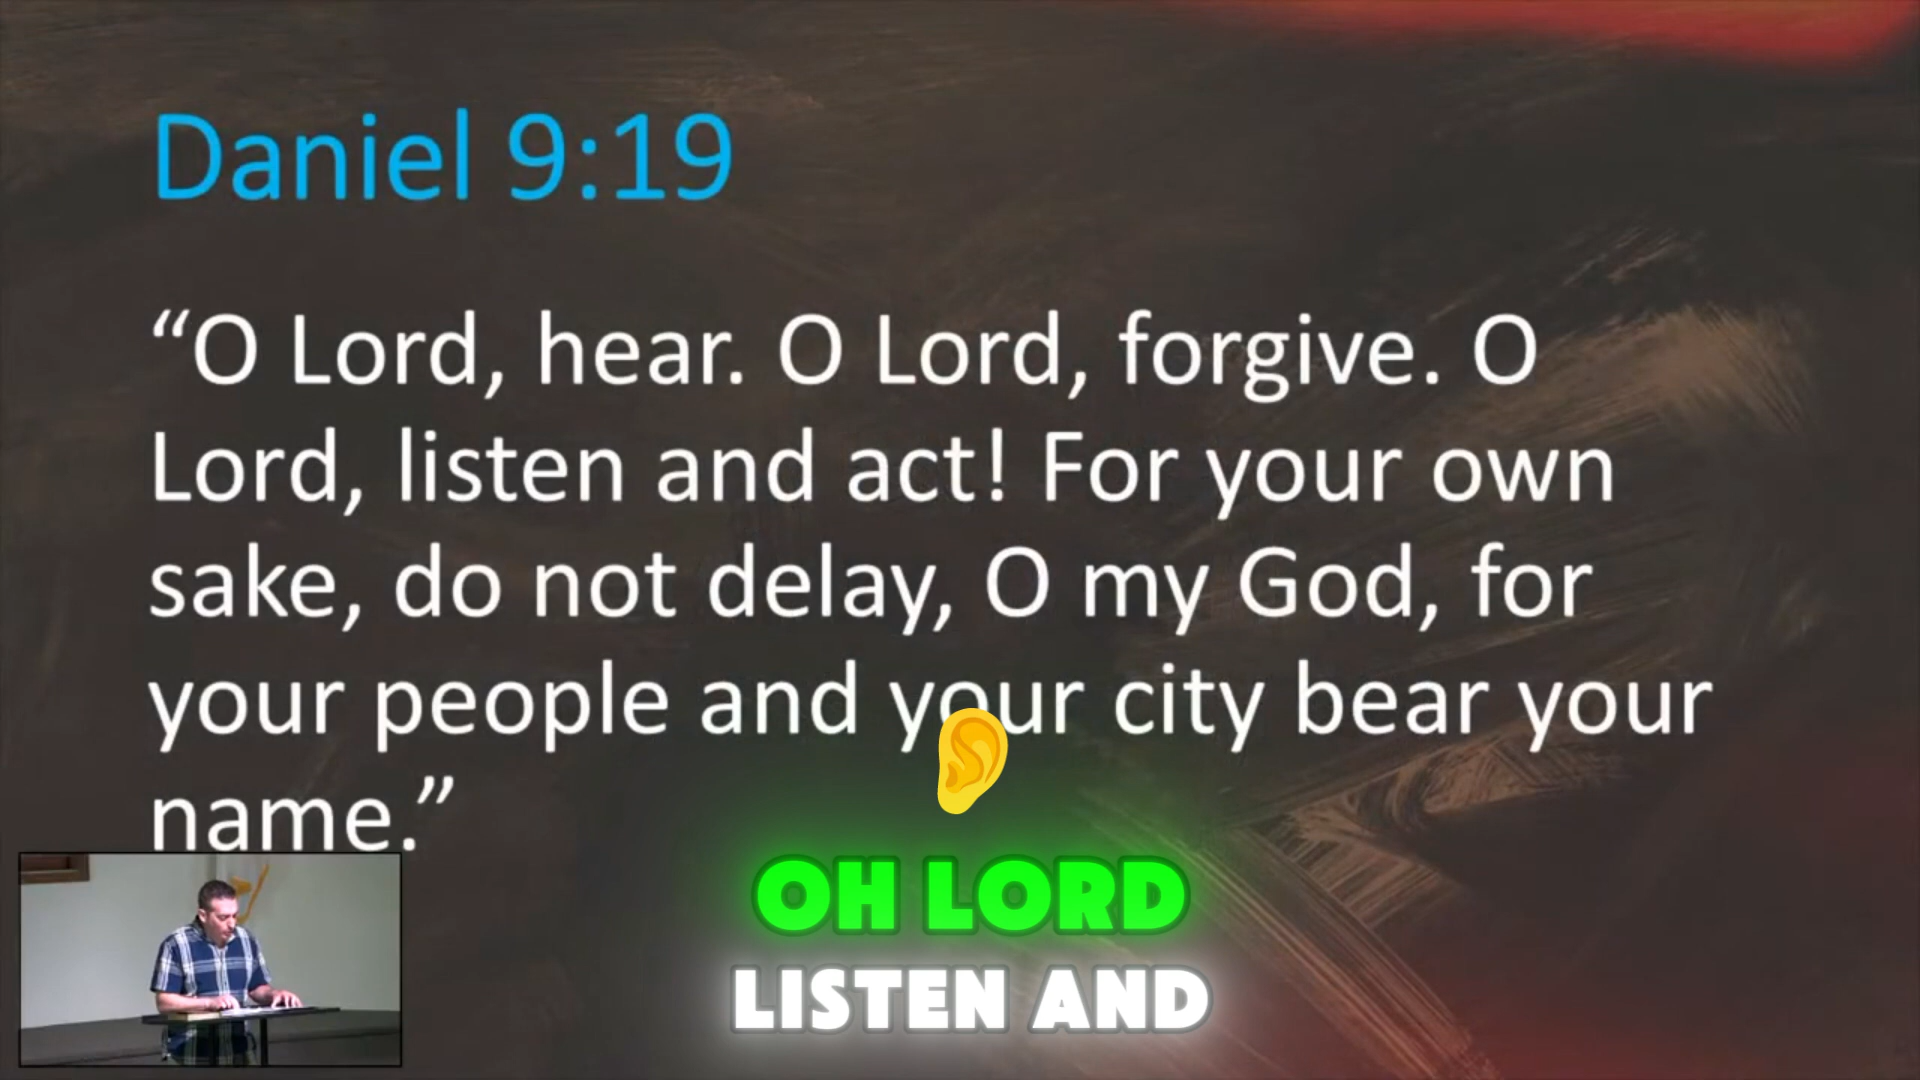 Daniel 9:19
“O Lord, hear. O Lord, forgive. O
Lord, listen and act! For your own
sake, do not delay, O my God, for
your people and your city bear your
name.”
OH LORD
LISTEN AND